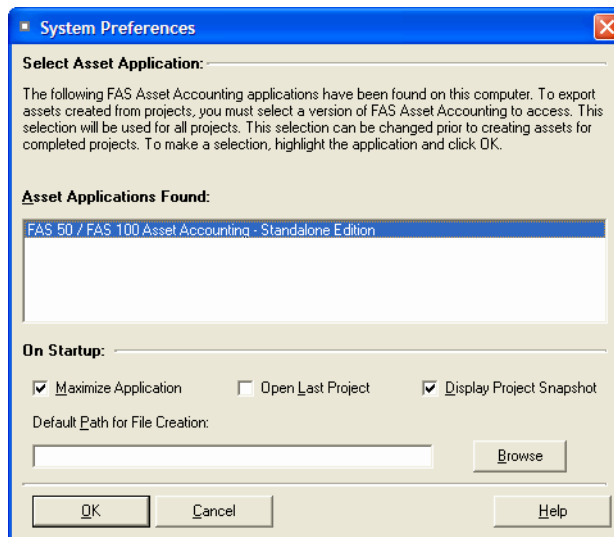 System Preferences
Select Asset Application:
The following FAS Asset Accounting applications have been found on this computer. To export
assets created from projects, you must select a version of FAS Asset Accounting to access. This
selection will be used for all projects. This selection can be changed prior to creating assets for
completed projects. To make a selection, highlight the application and click OK.
Asset Applications Found:
FAS 50 / FAS 100 Asset Accounting - Standalone Edition
On Startup:
Maximize Application Open Last Project Display Project Snapshot
Default Path for File Creation:
Browse
OK Cancel Help